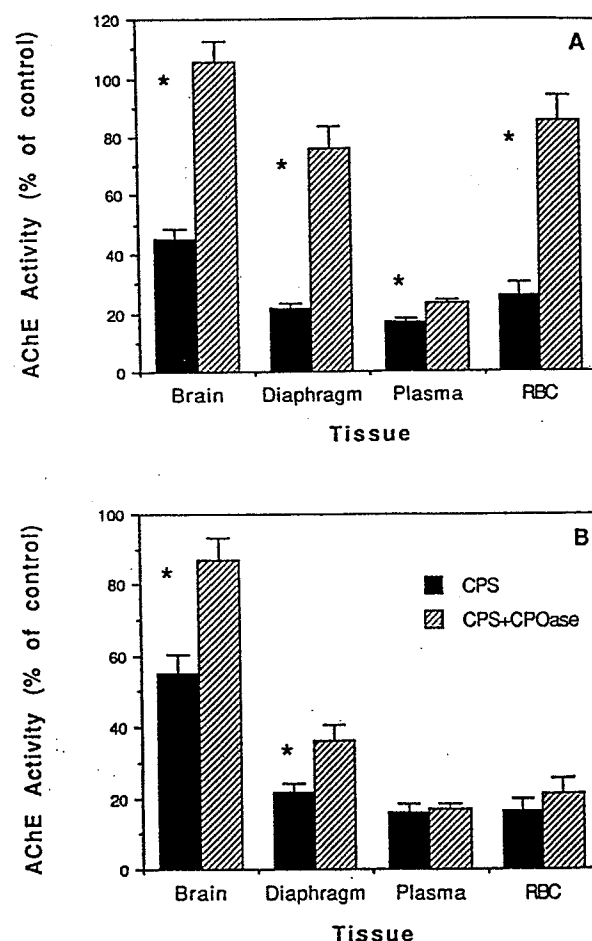 A
AChE Activity (% of control)
120
100
80
60
40
20
0
*
*
*
*
Brain Diaphragm Plasma RBC
Tissue
B
AChE Activity (% of control)
100
80
60
40
20
0
*
*
CPS
CPS+CPOase
Brain Diaphragm Plasma RBC
Tissue